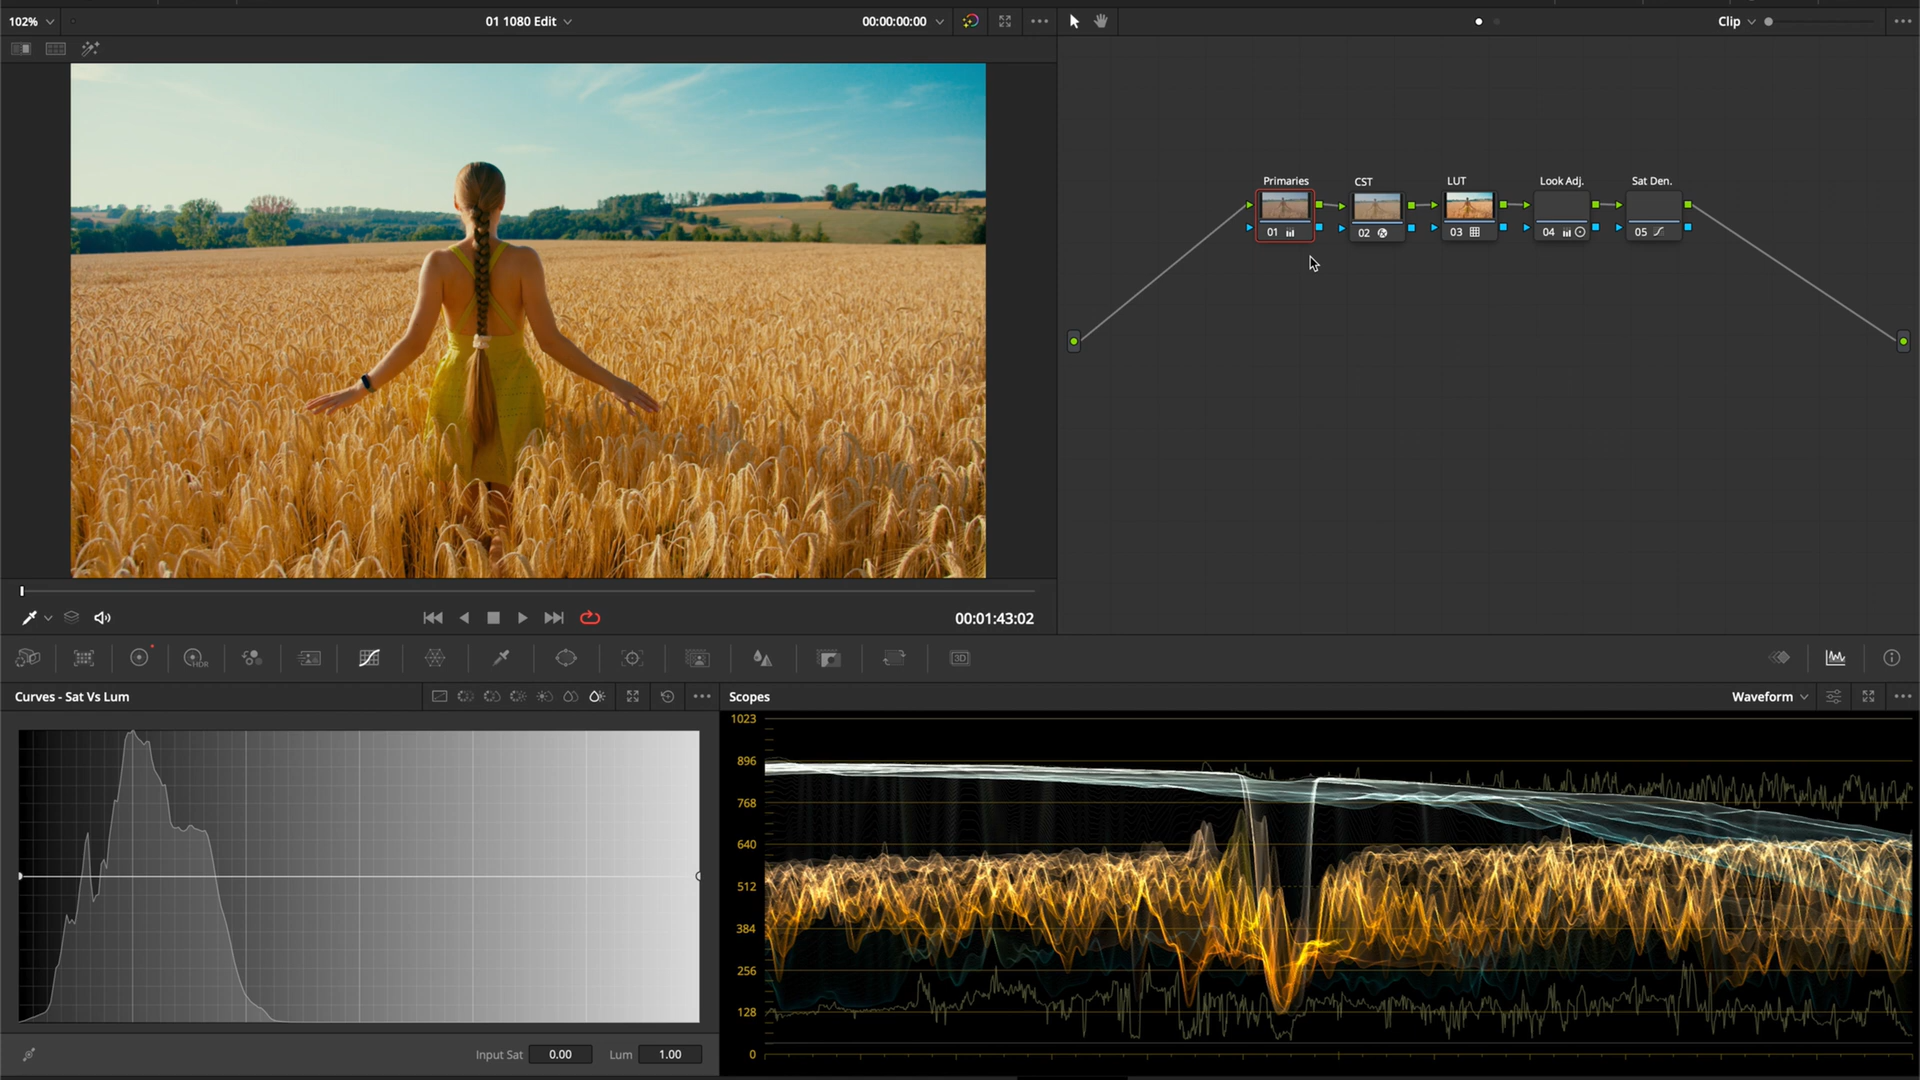 102%
01 1080 Edit
00:00:00:00
Clip
Primaries
CST
LUT
Look Adj.
Sat Den.
01
02
03
04
05
00:01:43:02
HDR
3D
Curves - Sat Vs Lum
Scopes
Waveform
1023
896
768
640
512
384
256
128
0
Input Sat 0.00 Lum 1.00